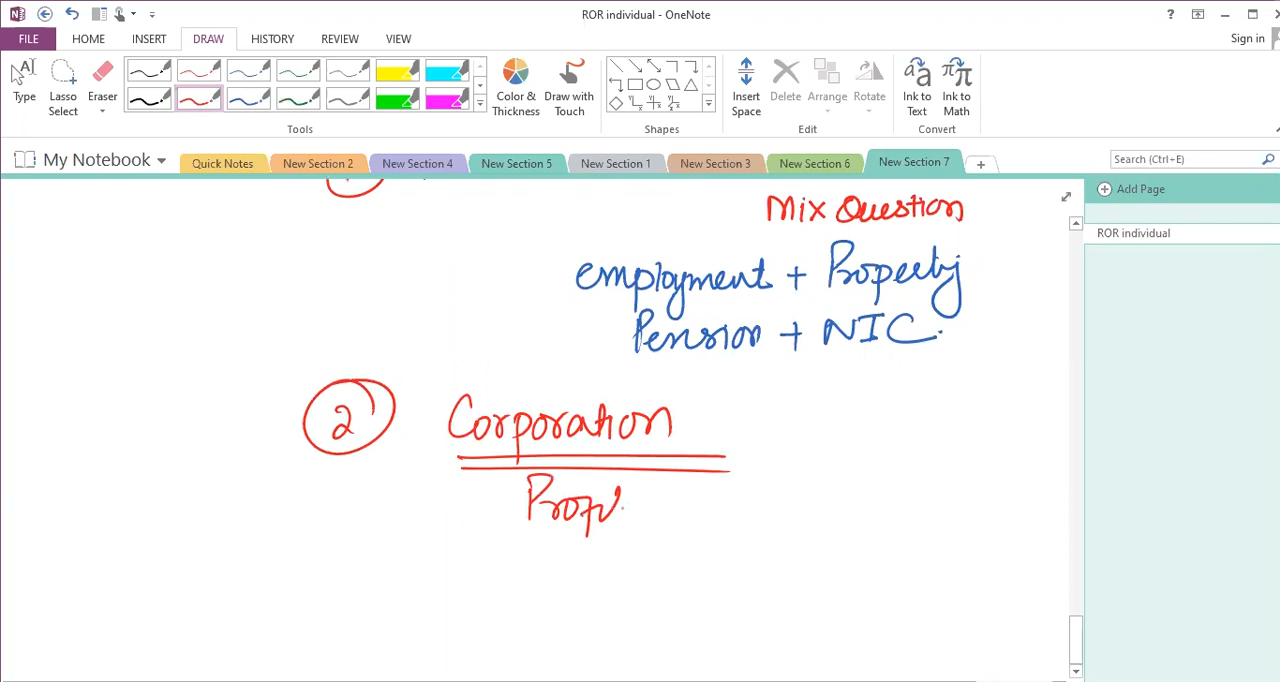 ROR individual - OneNote
?
Sign in
FILE HOME INSERT DRAW HISTORY REVIEW VIEW
Type
Lasso Select
Eraser
Color & Thickness
Draw with Touch
Insert Space
Delete
Arrange
Rotate
Ink to Text
Ink to Math
Tools
Shapes
Edit
Convert
My Notebook
Quick Notes
New Section 2
New Section 4
New Section 5
New Section 1
New Section 3
New Section 6
New Section 7
Search (Ctrl+E)
Add Page
ROR individual
Mix Question
employment + Property
Pension + NIC.
2 Corporation